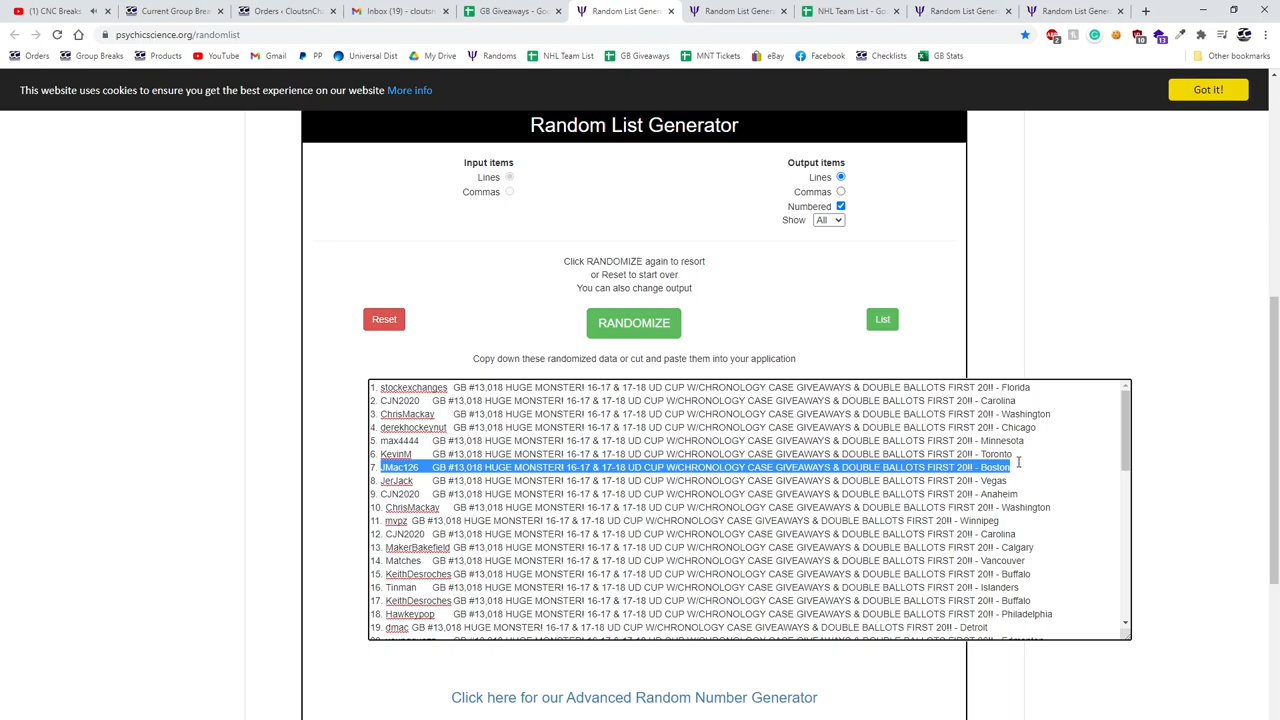 (1) CNC Breaks
Current Group Brea
Orders ‹ CloutsnCh
Inbox (19) - cloutsn
GB Giveaways - Goo
Random List Genera
Random List Genera
NHL Team List - Go
Random List Genera
Random List Genera
psychicscience.org/randomlist
Orders
Group Breaks
Products
YouTube
Gmail
PP
Universal Dist
My Drive
Randoms
NHL Team List
GB Giveaways
MNT Tickets
eBay
Facebook
Checklists
GB Stats
Other bookmarks
This website uses cookies to ensure you get the best experience on our website More info
Got it!
Random List Generator
Input items
Output items
Lines
Lines
Commas
Commas
Numbered
Show All
Click RANDOMIZE again to resort
or Reset to start over
You can also change output
Reset
RANDOMIZE
List
Copy down these randomized data or cut and paste them into your application
1. stockexchanges GB #13,018 HUGE MONSTER! 16-17 & 17-18 UD CUP W/CHRONOLOGY CASE GIVEAWAYS & DOUBLE BALLOTS FIRST 20!! - Florida
2. CJN2020 GB #13,018 HUGE MONSTER! 16-17 & 17-18 UD CUP W/CHRONOLOGY CASE GIVEAWAYS & DOUBLE BALLOTS FIRST 20!! - Carolina
3. ChrisMackay GB #13,018 HUGE MONSTER! 16-17 & 17-18 UD CUP W/CHRONOLOGY CASE GIVEAWAYS & DOUBLE BALLOTS FIRST 20!! - Washington
4. derekhockeynut GB #13,018 HUGE MONSTER! 16-17 & 17-18 UD CUP W/CHRONOLOGY CASE GIVEAWAYS & DOUBLE BALLOTS FIRST 20!! - Chicago
5. max4444 GB #13,018 HUGE MONSTER! 16-17 & 17-18 UD CUP W/CHRONOLOGY CASE GIVEAWAYS & DOUBLE BALLOTS FIRST 20!! - Minnesota
6. KevinM GB #13,018 HUGE MONSTER! 16-17 & 17-18 UD CUP W/CHRONOLOGY CASE GIVEAWAYS & DOUBLE BALLOTS FIRST 20!! - Toronto
7. JMac126 GB #13,018 HUGE MONSTER! 16-17 & 17-18 UD CUP W/CHRONOLOGY CASE GIVEAWAYS & DOUBLE BALLOTS FIRST 20!! - Boston
8. JerJack GB #13,018 HUGE MONSTER! 16-17 & 17-18 UD CUP W/CHRONOLOGY CASE GIVEAWAYS & DOUBLE BALLOTS FIRST 20!! - Vegas
9. CJN2020 GB #13,018 HUGE MONSTER! 16-17 & 17-18 UD CUP W/CHRONOLOGY CASE GIVEAWAYS & DOUBLE BALLOTS FIRST 20!! - Anaheim
10. ChrisMackay GB #13,018 HUGE MONSTER! 16-17 & 17-18 UD CUP W/CHRONOLOGY CASE GIVEAWAYS & DOUBLE BALLOTS FIRST 20!! - Washington
11. mvpz GB #13,018 HUGE MONSTER! 16-17 & 17-18 UD CUP W/CHRONOLOGY CASE GIVEAWAYS & DOUBLE BALLOTS FIRST 20!! - Winnipeg
12. CJN2020 GB #13,018 HUGE MONSTER! 16-17 & 17-18 UD CUP W/CHRONOLOGY CASE GIVEAWAYS & DOUBLE BALLOTS FIRST 20!! - Carolina
13. MakerBakefield GB #13,018 HUGE MONSTER! 16-17 & 17-18 UD CUP W/CHRONOLOGY CASE GIVEAWAYS & DOUBLE BALLOTS FIRST 20!! - Calgary
14. Matches GB #13,018 HUGE MONSTER! 16-17 & 17-18 UD CUP W/CHRONOLOGY CASE GIVEAWAYS & DOUBLE BALLOTS FIRST 20!! - Vancouver
15. KeithDesroches GB #13,018 HUGE MONSTER! 16-17 & 17-18 UD CUP W/CHRONOLOGY CASE GIVEAWAYS & DOUBLE BALLOTS FIRST 20!! - Buffalo
16. Tinman GB #13,018 HUGE MONSTER! 16-17 & 17-18 UD CUP W/CHRONOLOGY CASE GIVEAWAYS & DOUBLE BALLOTS FIRST 20!! - Islanders
17. KeithDesroches GB #13,018 HUGE MONSTER! 16-17 & 17-18 UD CUP W/CHRONOLOGY CASE GIVEAWAYS & DOUBLE BALLOTS FIRST 20!! - Buffalo
18. Hawkeypop GB #13,018 HUGE MONSTER! 16-17 & 17-18 UD CUP W/CHRONOLOGY CASE GIVEAWAYS & DOUBLE BALLOTS FIRST 20!! - Philadelphia
19. dmac GB #13,018 HUGE MONSTER! 16-17 & 17-18 UD CUP W/CHRONOLOGY CASE GIVEAWAYS & DOUBLE BALLOTS FIRST 20!! - Detroit
Click here for our Advanced Random Number Generator